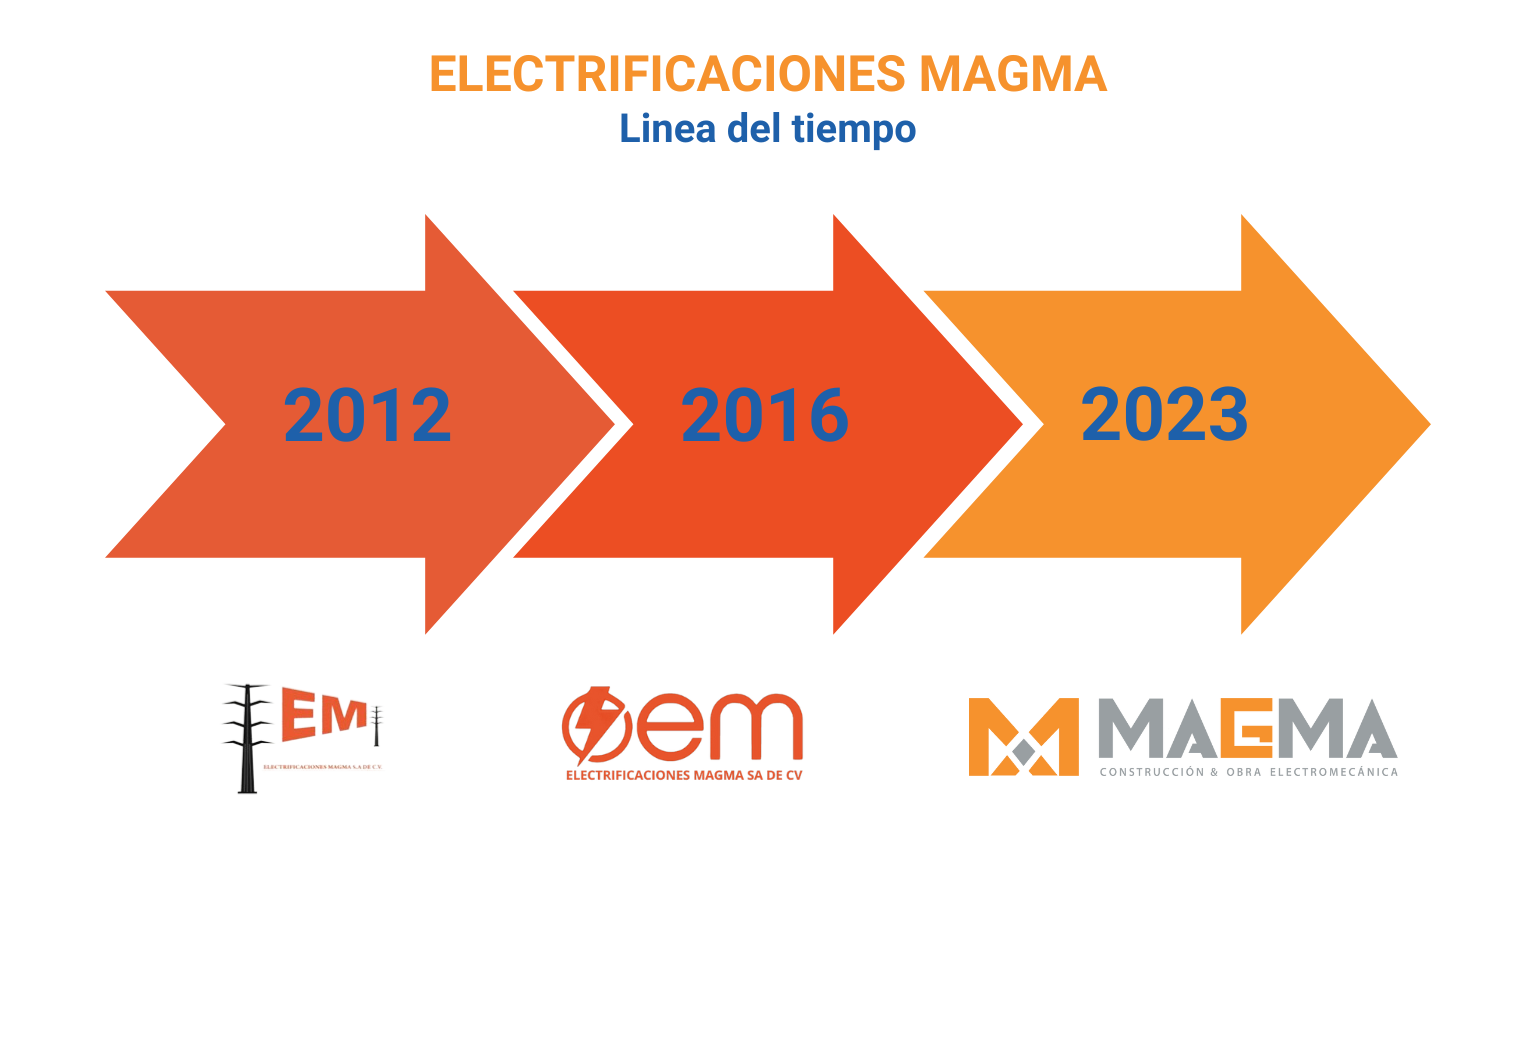 ELECTRIFICACIONES MAGMA
Linea del tiempo
2012
2016
2023
EM
ELECTRIFICACIONES MAGMA S.A DE C.V.
em
ELECTRIFICACIONES MAGMA SA DE CV
MAGMA
CONSTRUCCIÓN & OBRA ELECTROMECÁNICA